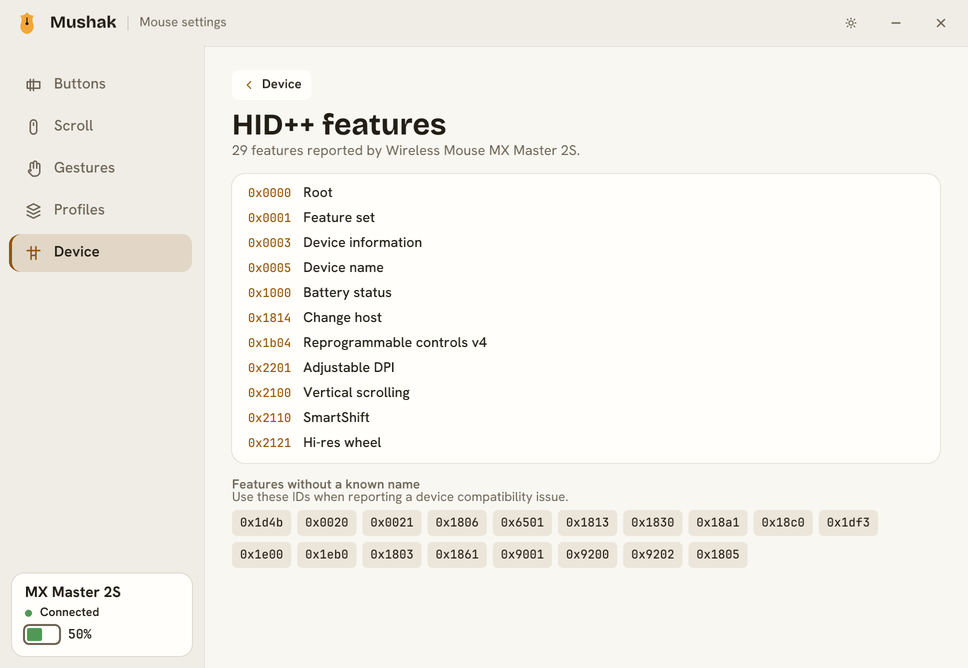 Mushak | Mouse settings
Buttons
Scroll
Gestures
Profiles
Device
MX Master 2S
Connected
50%
Device
HID++ features
29 features reported by Wireless Mouse MX Master 2S.
0x0000 Root
0x0001 Feature set
0x0003 Device information
0x0005 Device name
0x1000 Battery status
0x1814 Change host
0x1b04 Reprogrammable controls v4
0x2201 Adjustable DPI
0x2100 Vertical scrolling
0x2110 SmartShift
0x2121 Hi-res wheel
Features without a known name
Use these IDs when reporting a device compatibility issue.
0x1d4b 0x0020 0x0021 0x1806 0x6501 0x1813 0x1830 0x18a1 0x18c0 0x1df3
0x1e00 0x1eb0 0x1803 0x1861 0x9001 0x9200 0x9202 0x1805